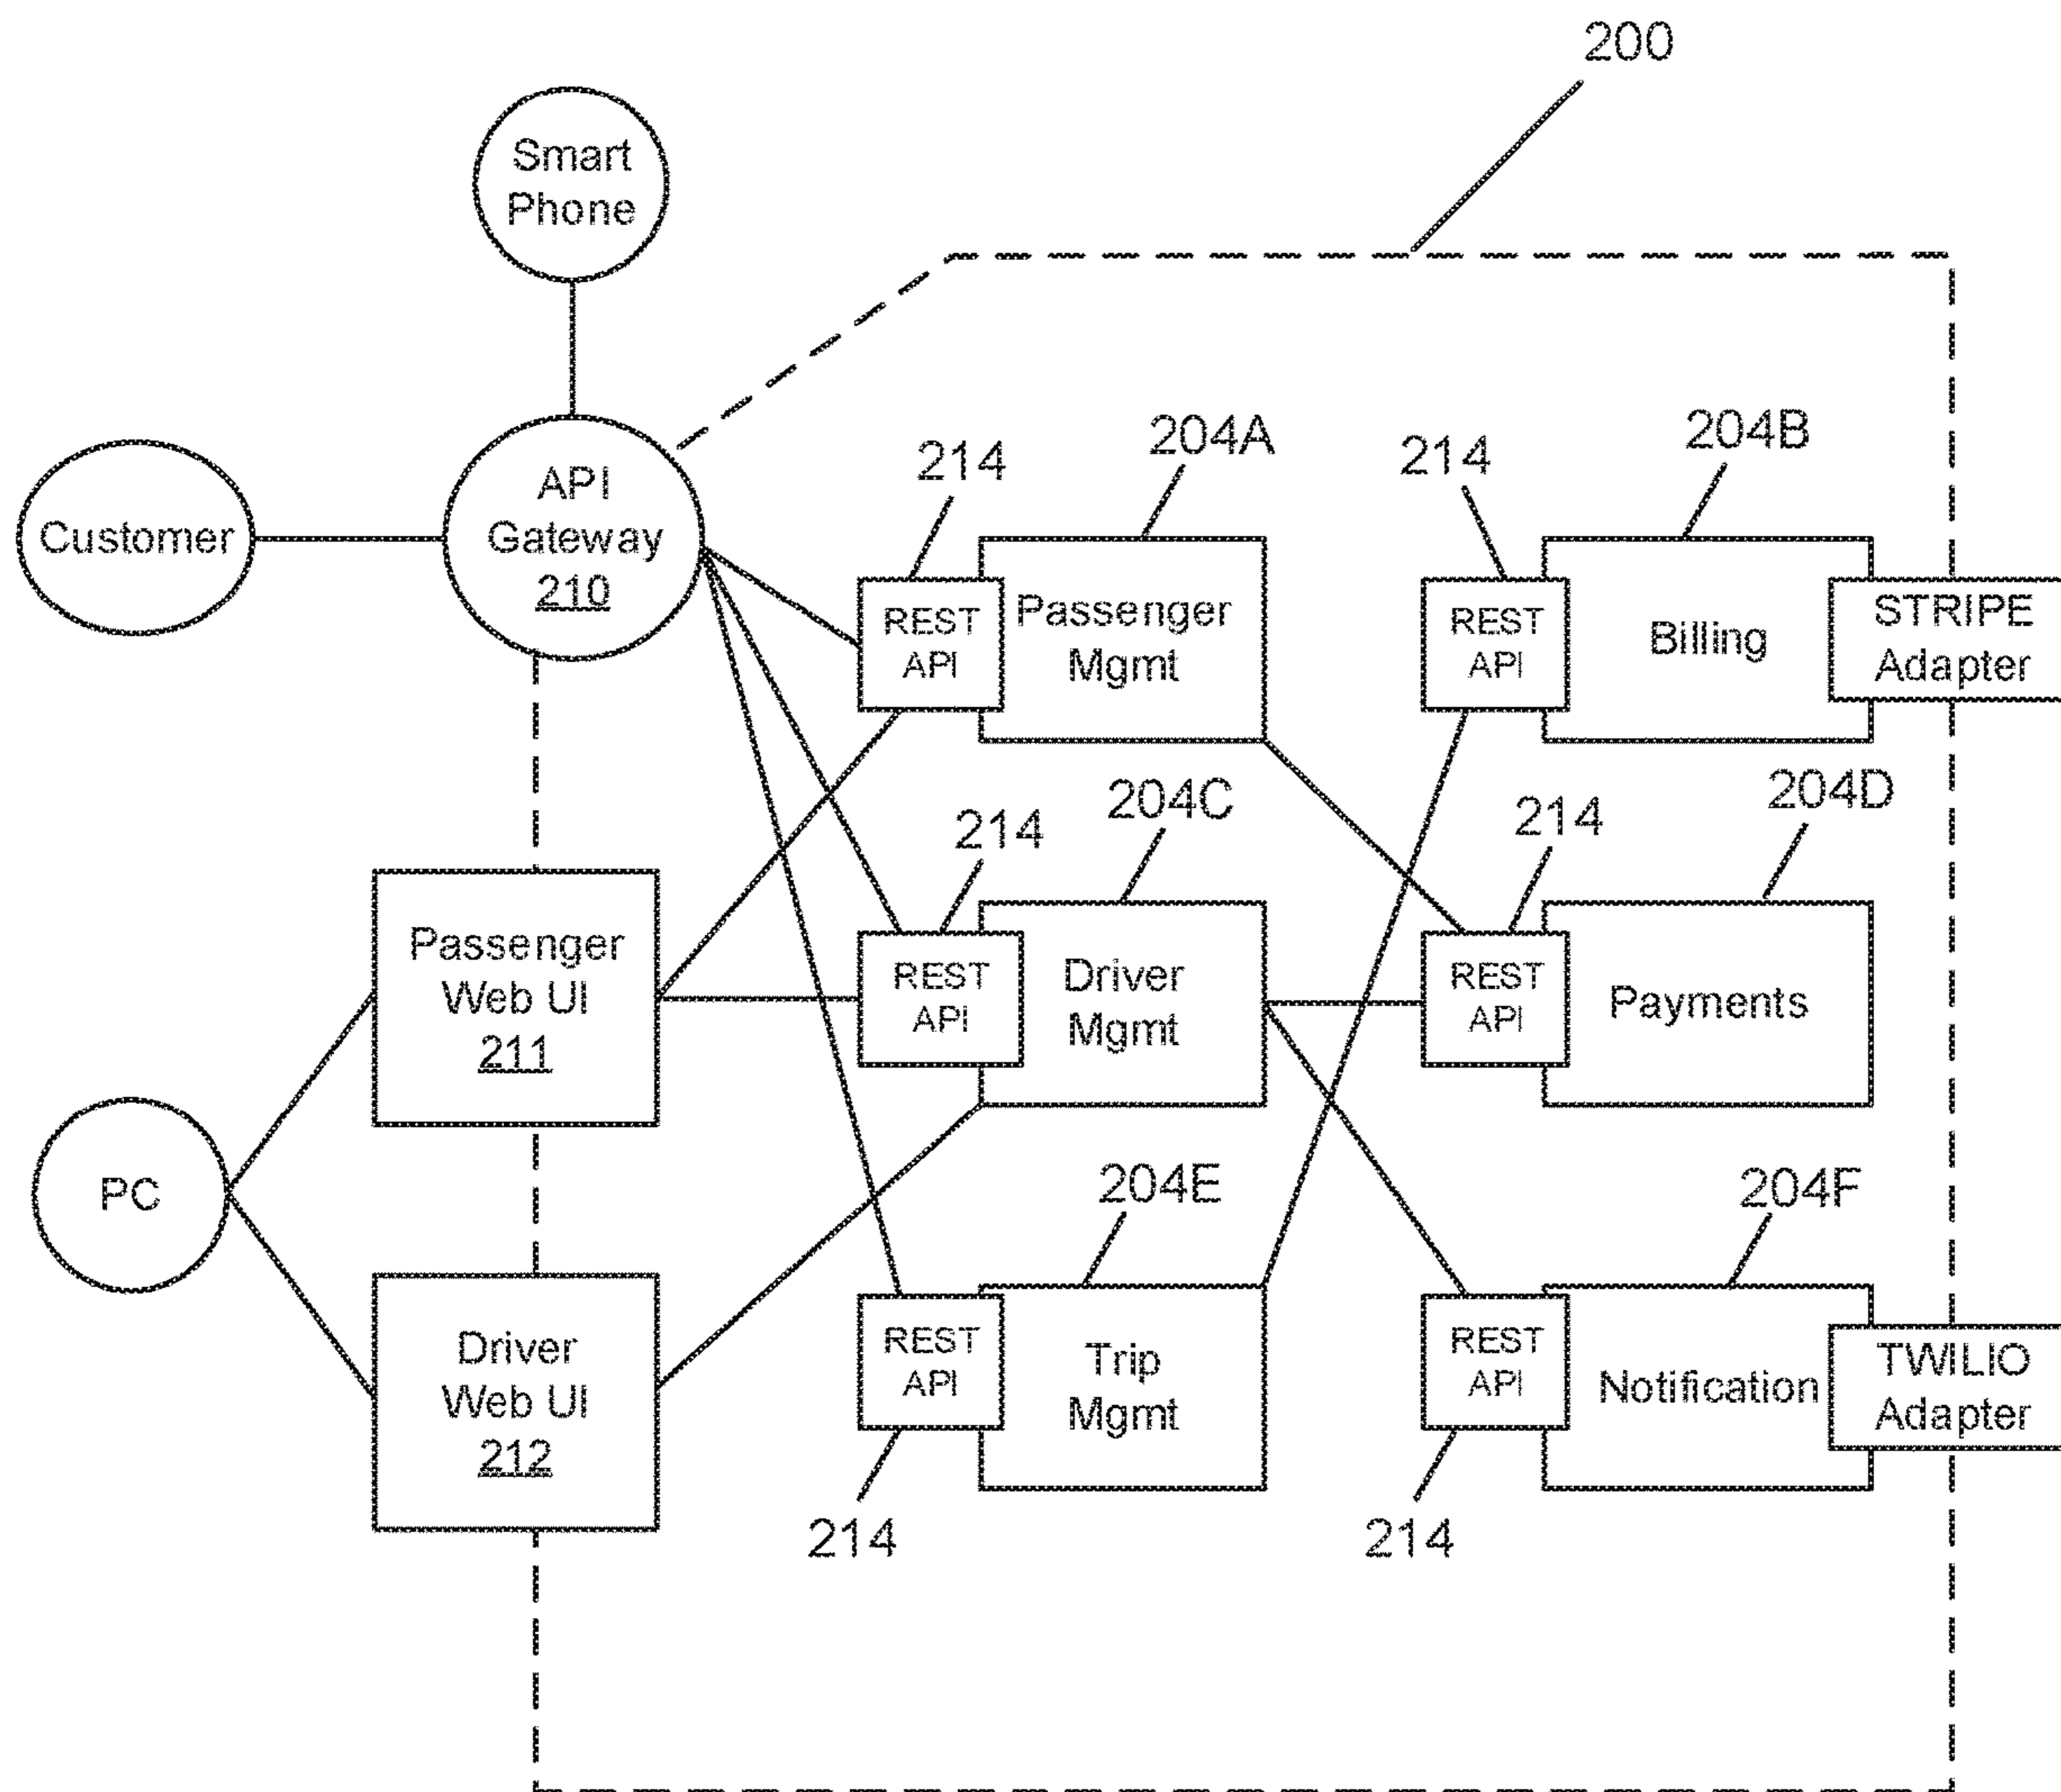 200
Smart
Phone
Customer
API
Gateway
210
214
204A
214
204B
REST
API
Passenger
Mgmt
REST
API
Billing
STRIPE
Adapter
Passenger
Web UI
211
214
204C
214
204D
REST
API
Driver
Mgmt
REST
API
Payments
PC
Driver
Web UI
212
204E
204F
REST
API
Trip
Mgmt
REST
API
Notification
TWILIO
Adapter
214
214